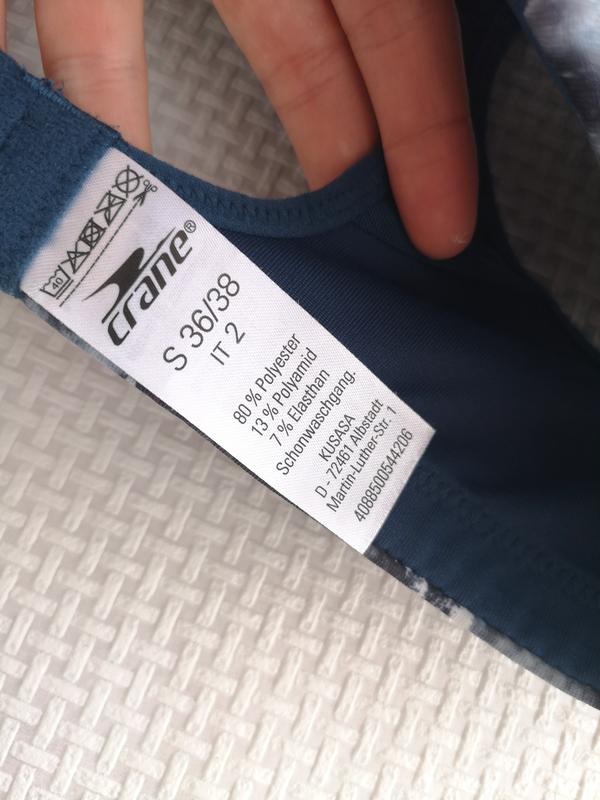 40
crane®
S 36/38
IT 2
80 % Polyester
13 % Polyamid
7 % Elasthan
Schonwaschgang.
KUSASA
D - 72461 Albstadt
Martin-Luther-Str. 1
4088500544206